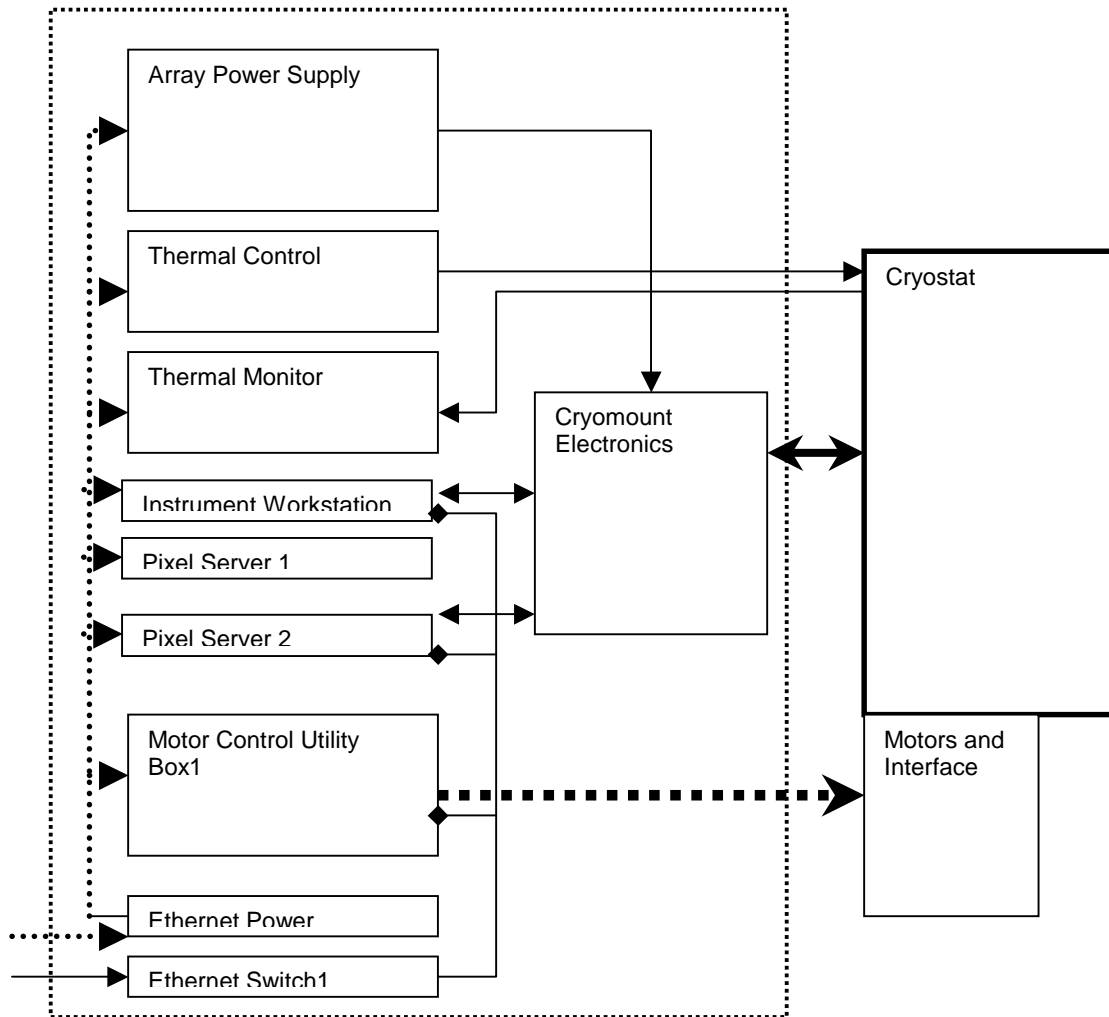 Array Power Supply
Thermal Control
Cryostat
Thermal Monitor
Cryomount
Electronics
Instrument Workstation
Pixel Server 1
Pixel Server 2
Motor Control Utility
Box1
Motors and
Interface
Ethernet Power
Ethernet Switch1